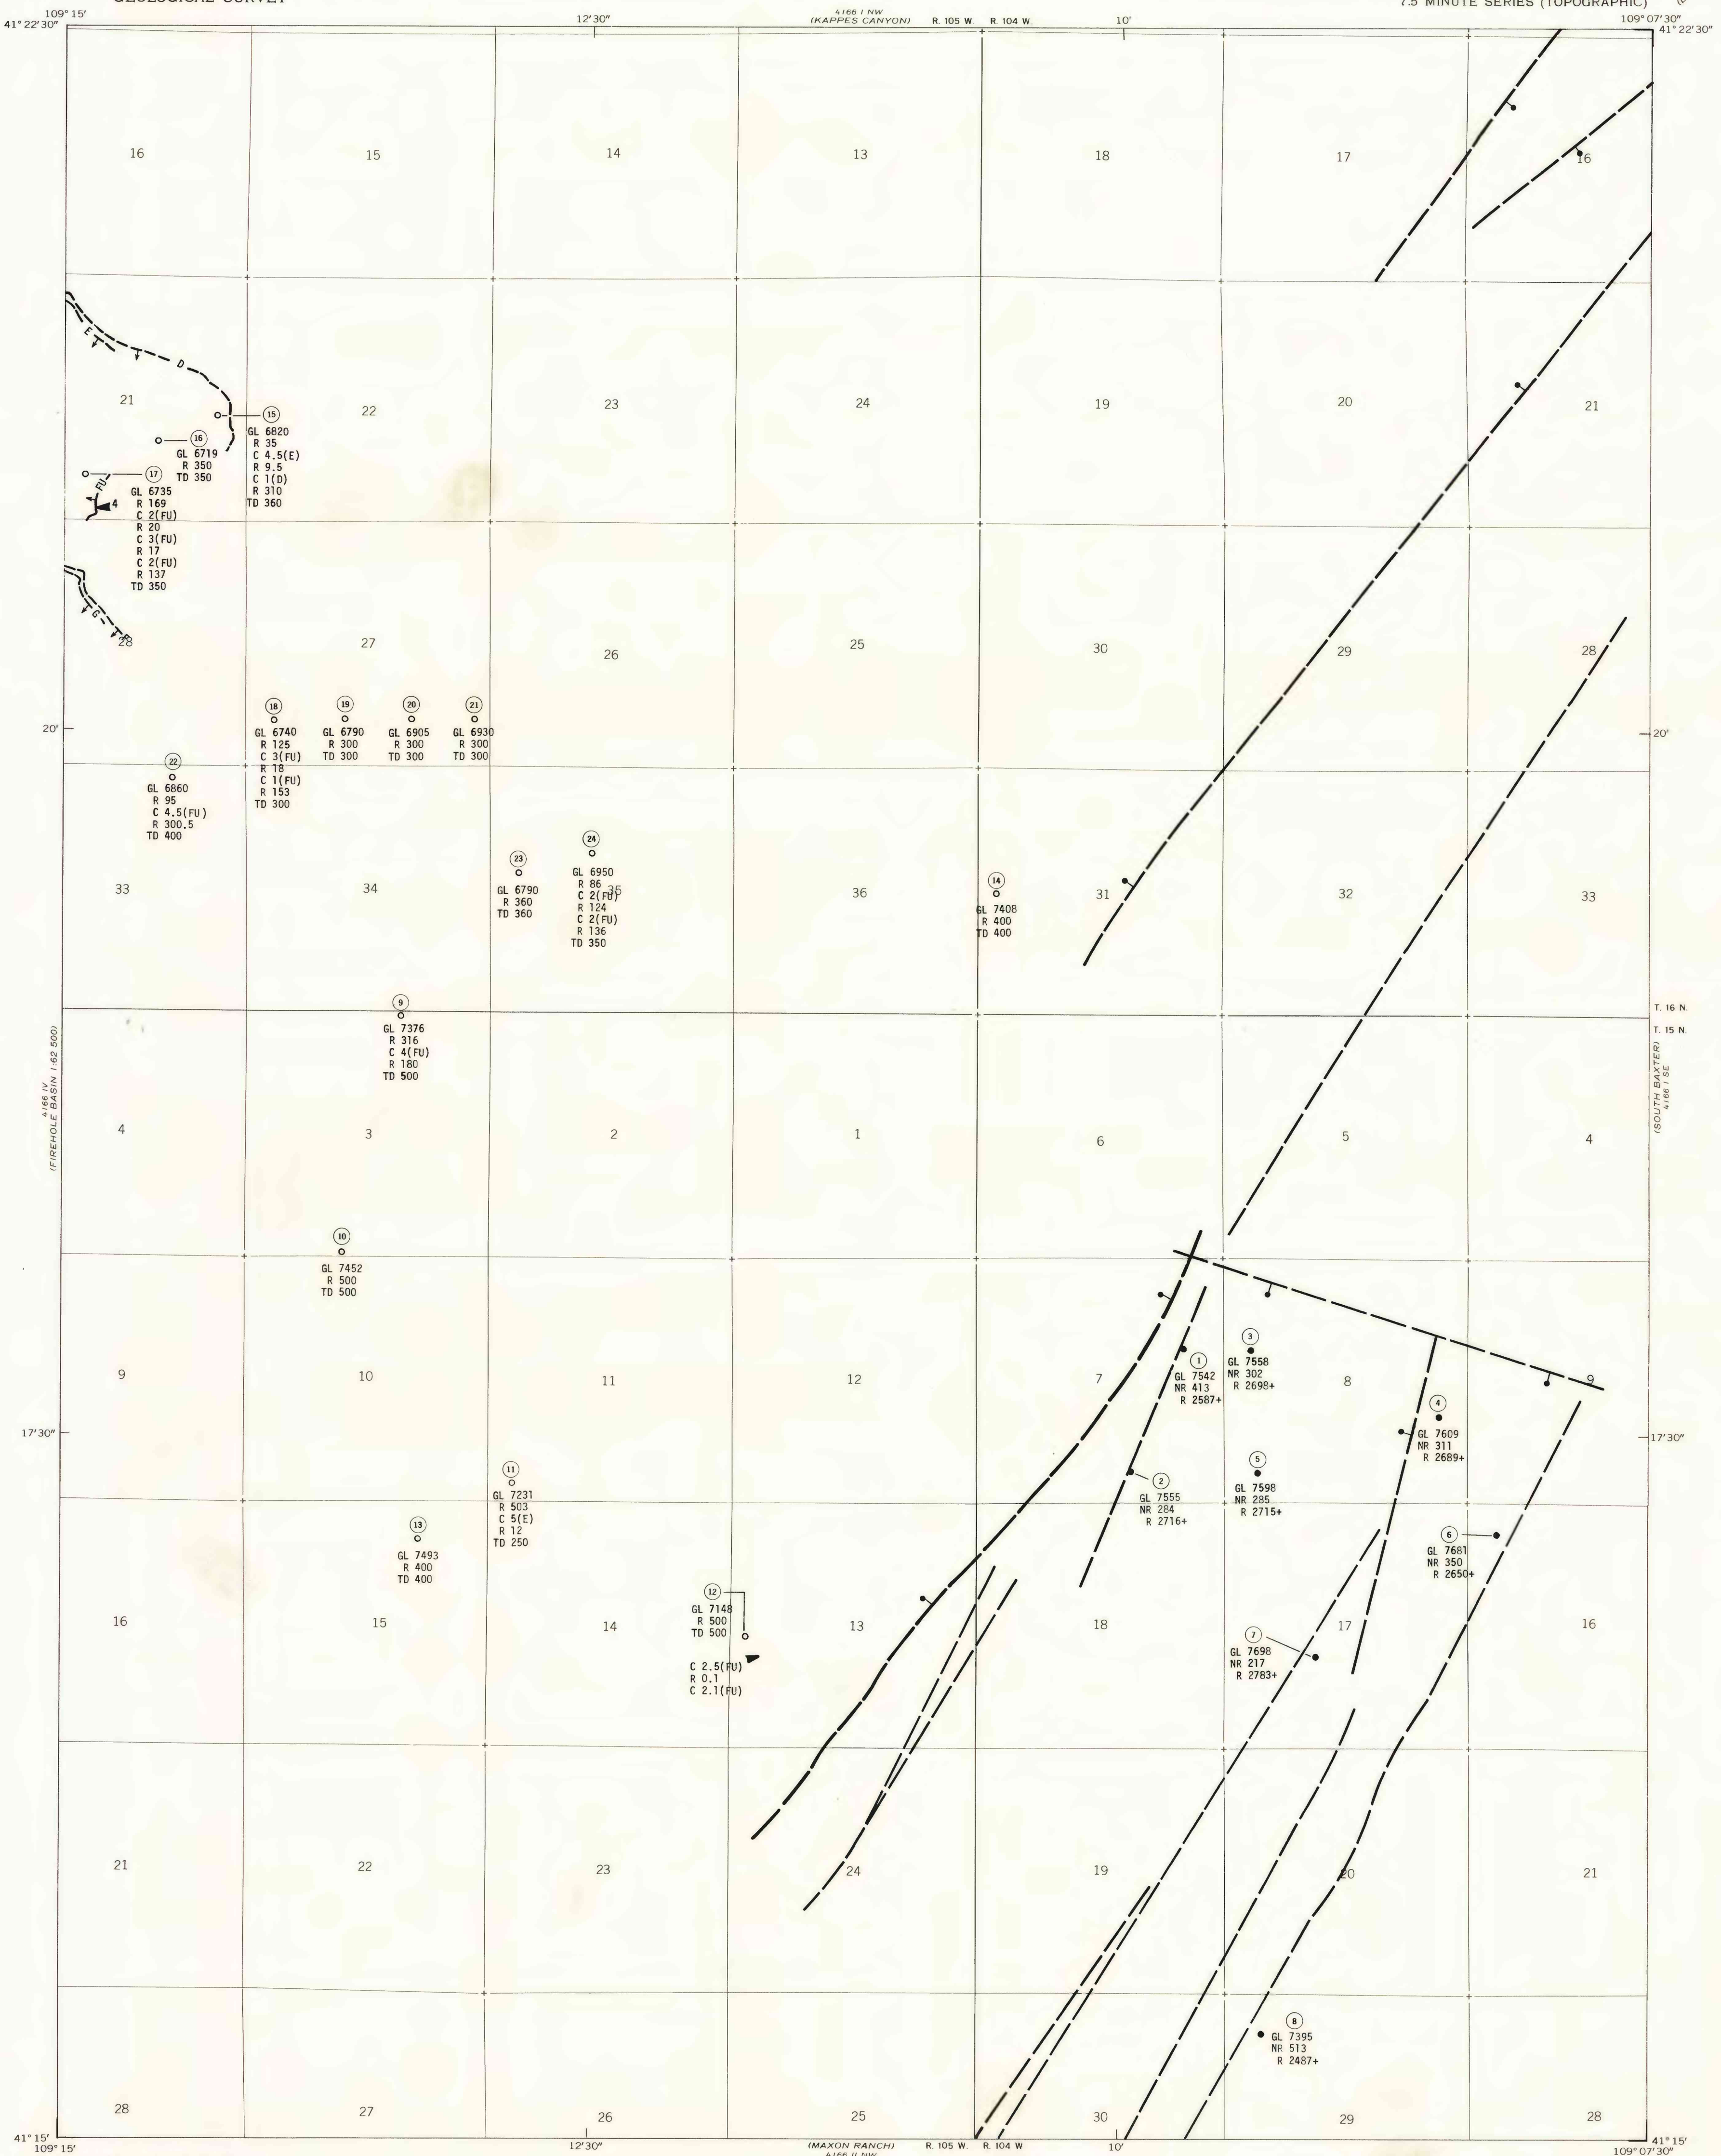 GEOLOGICAL SURVEY
7.5 MINUTE SERIES (TOPOGRAPHIC)
109°15'
12'30"
4166 I NW
(KAPPES CANYON)
R. 105 W.
R. 104 W.
10'
109°07'30"
41°22'30"
41°22'30"
16
15
14
13
18
17
16
E
D
21
22
23
24
19
20
21
15
GL 6820
R 35
C 4.5(E)
R 9.5
C 1(D)
R 310
TD 360
16
GL 6719
R 350
TD 350
17
GL 6735
R 169
C 2(FU)
R 20
C 3(FU)
R 17
C 2(FU)
R 137
TD 350
FU
4
G
F
28
27
26
25
30
29
28
18
GL 6740
R 125
C 3(FU)
R 18
C 1(FU)
R 153
TD 300
19
GL 6790
R 300
TD 300
20
GL 6905
R 300
TD 300
21
GL 6930
R 300
TD 300
20'
20'
22
GL 6860
R 95
C 4.5(FU)
R 300.5
TD 400
23
GL 6790
R 360
TD 360
24
GL 6950
R 86
C 2(FU)
R 124
C 2(FU)
R 136
TD 350
14
GL 7408
R 400
TD 400
33
34
35
36
31
32
33
9
GL 7376
R 316
C 4(FU)
R 180
TD 500
T. 16 N.
T. 15 N.
4166 IV
(FIREHOLE BASIN 1:62 500)
(SOUTH BAXTER)
4166 I SE
4
3
2
1
6
5
4
10
GL 7452
R 500
TD 500
1
GL 7542
NR 413
R 2587+
3
GL 7558
NR 302
R 2698+
9
10
11
12
7
8
9
4
GL 7609
NR 311
R 2689+
17'30"
17'30"
11
GL 7231
R 503
C 5(E)
R 12
TD 250
2
GL 7555
NR 284
R 2716+
5
GL 7598
NR 285
R 2715+
13
GL 7493
R 400
TD 400
6
GL 7681
NR 350
R 2650+
12
GL 7148
R 500
TD 500
C 2.5(FU)
R 0.1
C 2.1(FU)
16
15
14
13
18
17
16
7
GL 7698
NR 217
R 2783+
21
22
23
24
19
20
21
8
GL 7395
NR 513
R 2487+
28
27
26
25
30
29
28
41°15'
41°15'
109°15'
12'30"
(MAXON RANCH)
4166 II NW
R. 105 W.
R. 104 W
10'
109°07'30"